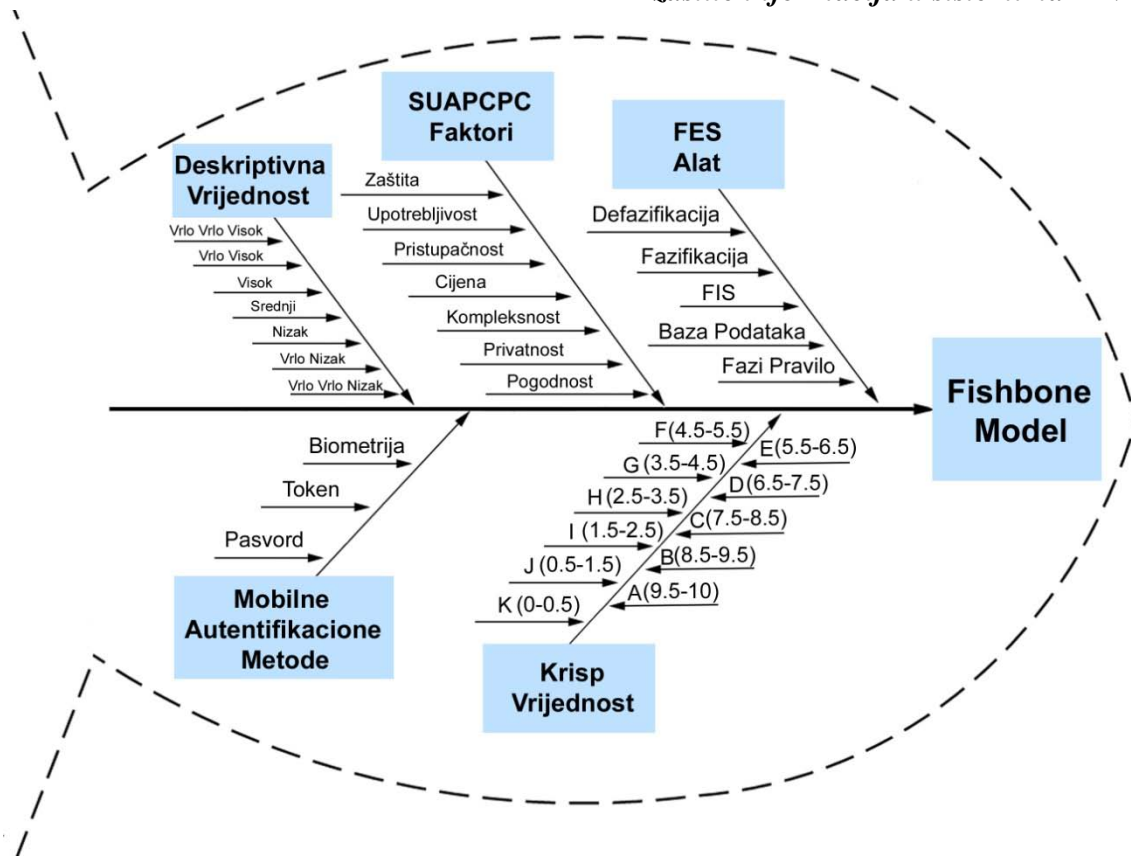 SUAPCPC
Faktori
FES
Alat
Deskriptivna
Vrijednost
Zaštita
Upotrebljivost
Pristupačnost
Cijena
Kompleksnost
Privatnost
Pogodnost
Defazifikacija
Fazifikacija
FIS
Baza Podataka
Fazi Pravilo
Vrlo Vrlo Visok
Vrlo Visok
Visok
Srednji
Nizak
Vrlo Nizak
Vrlo Vrlo Nizak
Fishbone
Model
Biometrija
Token
Pasvord
Mobilne
Autentifikacione
Metode
F(4.5-5.5)
G(3.5-4.5)
H(2.5-3.5)
I (1.5-2.5)
J (0.5-1.5)
K (0-0.5)
E(5.5-6.5)
D(6.5-7.5)
C(7.5-8.5)
B(8.5-9.5)
A(9.5-10)
Krisp
Vrijednost